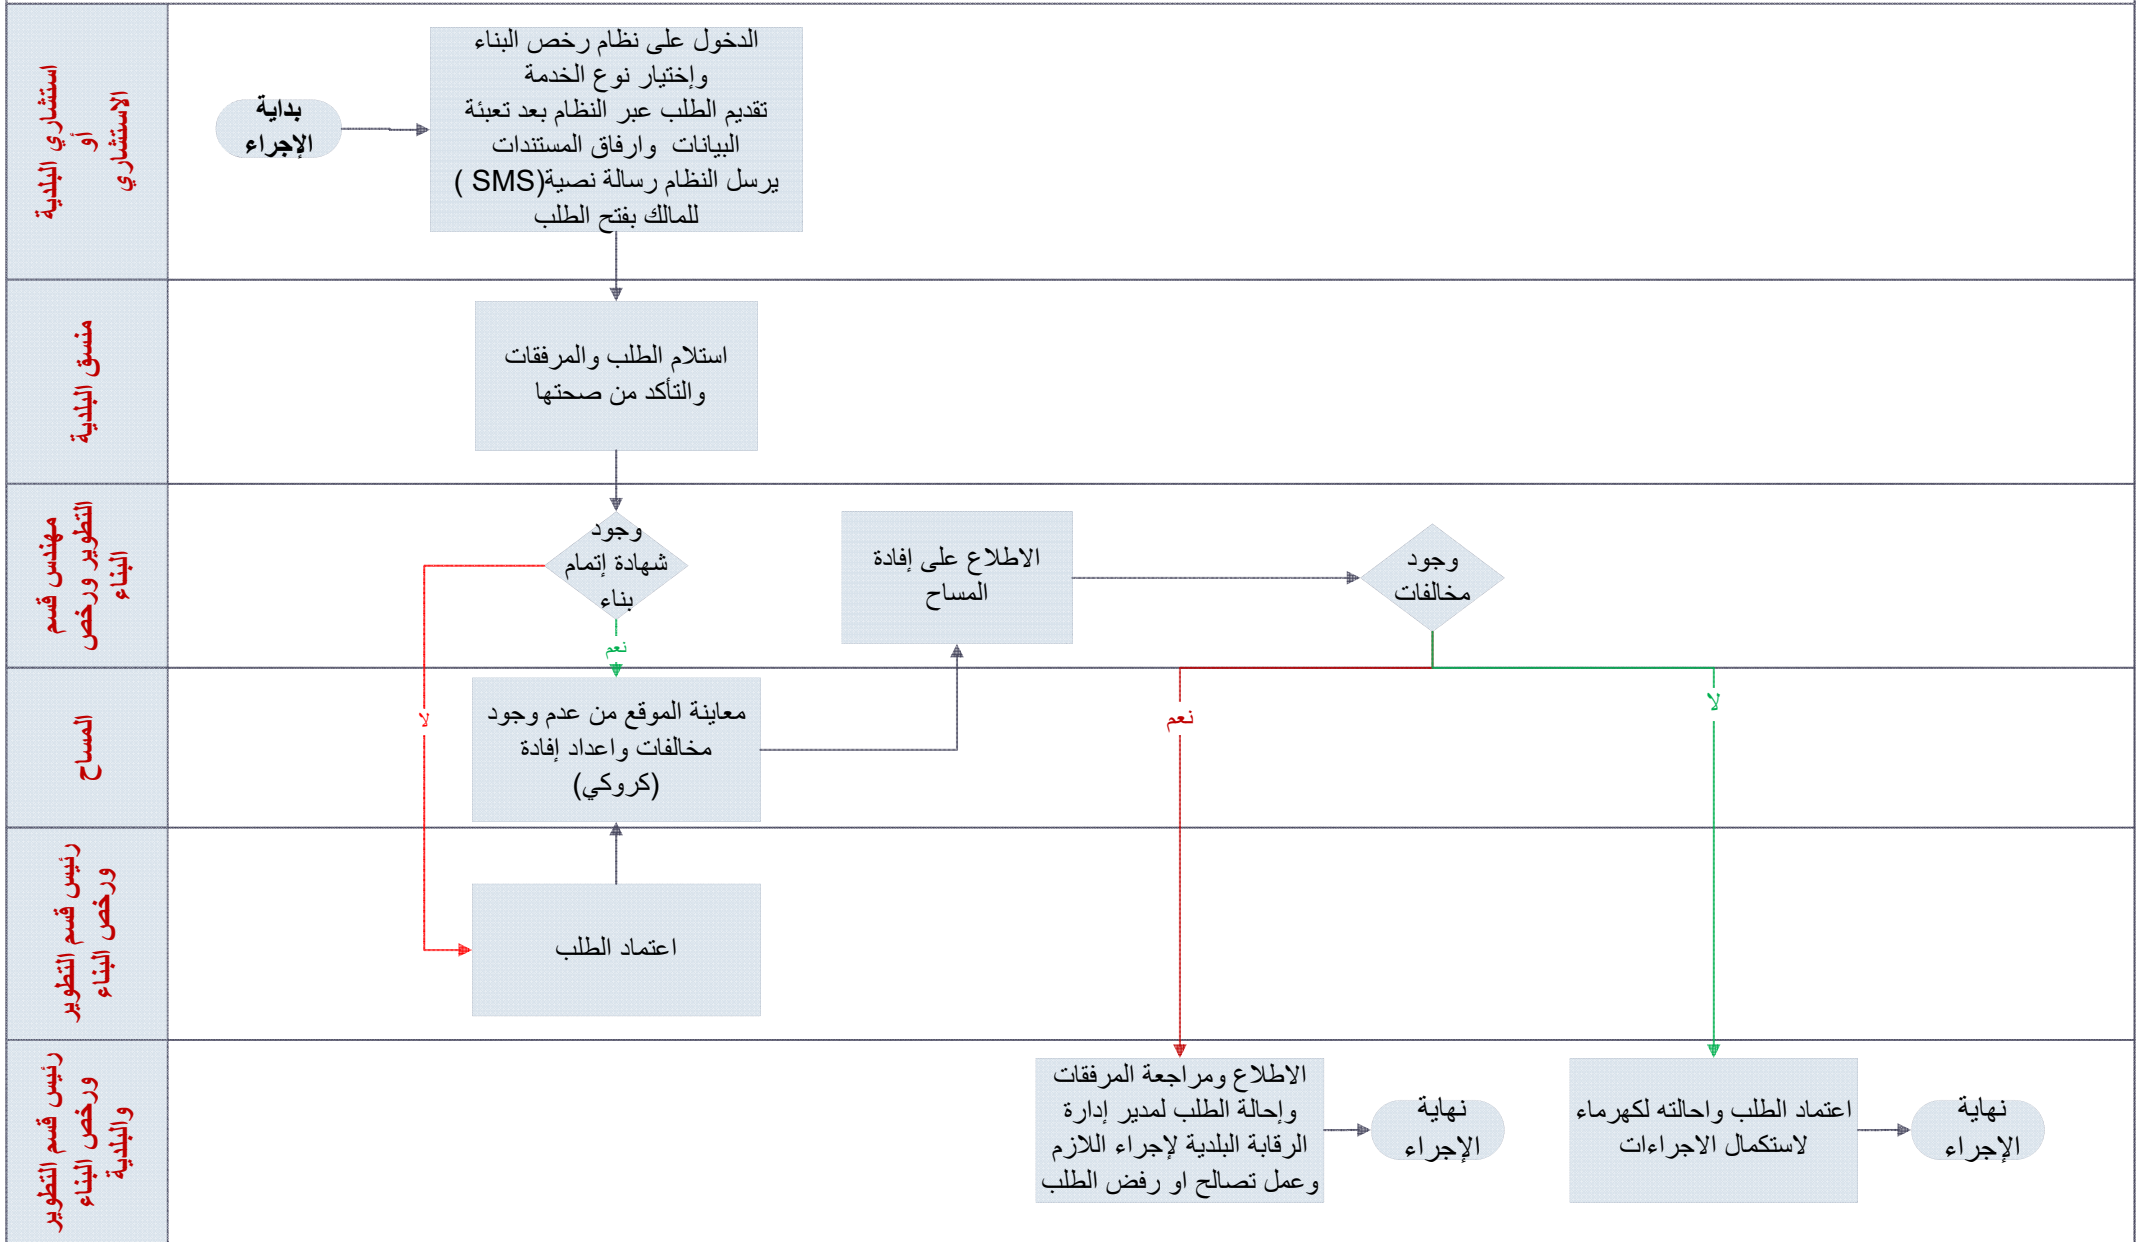 استشاري البلدية
أو
الاستشاري
بداية
الإجراء
الدخول على نظام رخص البناء
وإختيار نوع الخدمة
تقديم الطلب عبر النظام بعد تعبئة
البيانات وارفاق المستندات
يرسل النظام رسالة نصية(SMS )
للمالك بفتح الطلب
منسق البلدية
استلام الطلب والمرفقات
والتأكد من صحتها
مهندس قسم
التطوير ورخص
البناء
وجود
شهادة إتمام
بناء
نعم
لا
الاطلاع على إفادة
المساح
وجود
مخالفات
نعم
لا
المساح
معاينة الموقع من عدم وجود
مخالفات واعداد إفادة
(كروكي)
رئيس قسم التطوير
ورخص البناء
اعتماد الطلب
رئيس قسم التطوير
ورخص البناء
والبلدية
الاطلاع ومراجعة المرفقات
وإحالة الطلب لمدير إدارة
الرقابة البلدية لإجراء اللازم
وعمل تصالح او رفض الطلب
نهاية
الإجراء
اعتماد الطلب واحالته لكهرماء
لاستكمال الاجراءات
نهاية
الإجراء